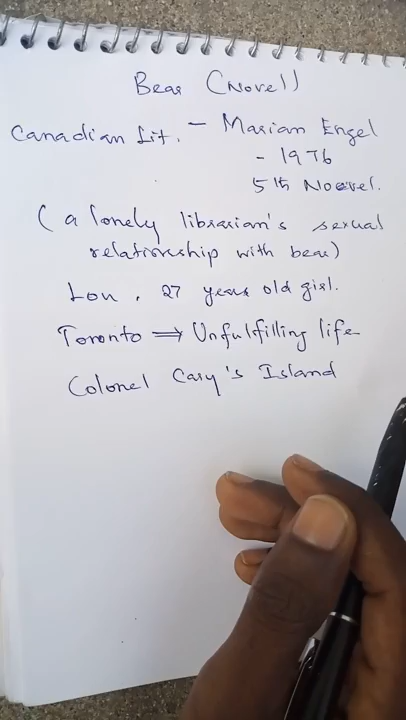 Bear (Novel)
Canadian Lit. - Marian Engel
- 1976
5th Noovel.
(a lonely librarian's sexual
relationship with bear)
Lou, 27 years old girl.
Toronto ⇒ Unfulfilling life
Colonel Cary's Island